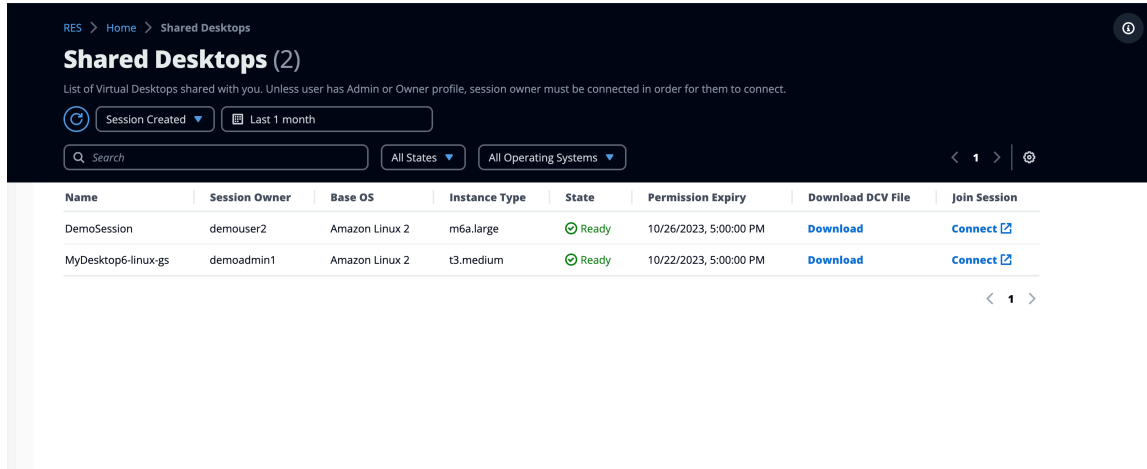 RES > Home > Shared Desktops
Shared Desktops (2)
List of Virtual Desktops shared with you. Unless user has Admin or Owner profile, session owner must be connected in order for them to connect.
Session Created Last 1 month
Search All States All Operating Systems < 1 >
Name Session Owner Base OS Instance Type State Permission Expiry Download DCV File Join Session
DemoSession demouser2 Amazon Linux 2 m6a.large Ready 10/26/2023, 5:00:00 PM Download Connect
MyDesktop6-linux-gs demoadmin1 Amazon Linux 2 t3.medium Ready 10/22/2023, 5:00:00 PM Download Connect
< 1 >